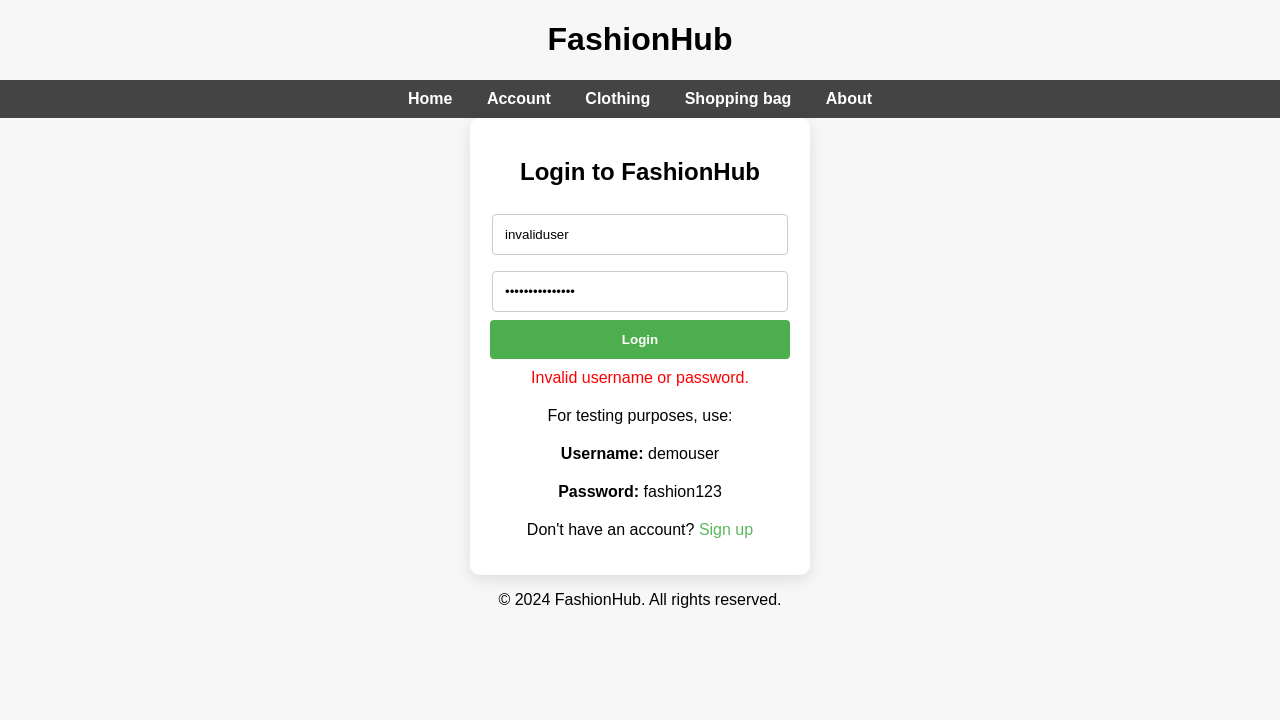 FashionHub
Home Account Clothing Shopping bag About
Login to FashionHub
invaliduser
•••••••••••••••
Login
Invalid username or password.
For testing purposes, use:
Username: demouser
Password: fashion123
Don't have an account? Sign up
© 2024 FashionHub. All rights reserved.